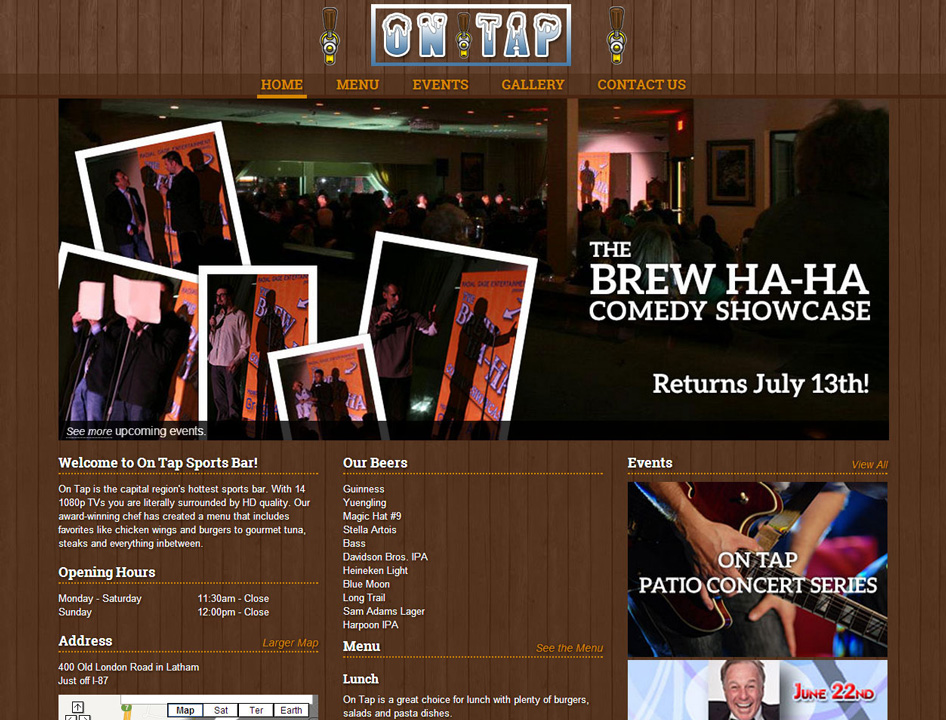 ON TAP
HOME MENU EVENTS GALLERY CONTACT US
THE
BREW HA-HA
COMEDY SHOWCASE
Returns July 13th!
See more upcoming events.
Welcome to On Tap Sports Bar!
On Tap is the capital region's hottest sports bar. With 14
1080p TVs you are literally surrounded by HD quality. Our
award-winning chef has created a menu that includes
favorites like chicken wings and burgers to gourmet tuna,
steaks and everything inbetween.
Opening Hours
Monday - Saturday 11:30am - Close
Sunday 12:00pm - Close
Address Larger Map
400 Old London Road in Latham
Just off I-87
Map Sat Ter Earth
Our Beers
Guinness
Yuengling
Magic Hat #9
Stella Artois
Bass
Davidson Bros. IPA
Heineken Light
Blue Moon
Long Trail
Sam Adams Lager
Harpoon IPA
Menu See the Menu
Lunch
On Tap is a great choice for lunch with plenty of burgers,
salads and pasta dishes.
Events View All
ON TAP
PATIO CONCERT SERIES
June 22nd